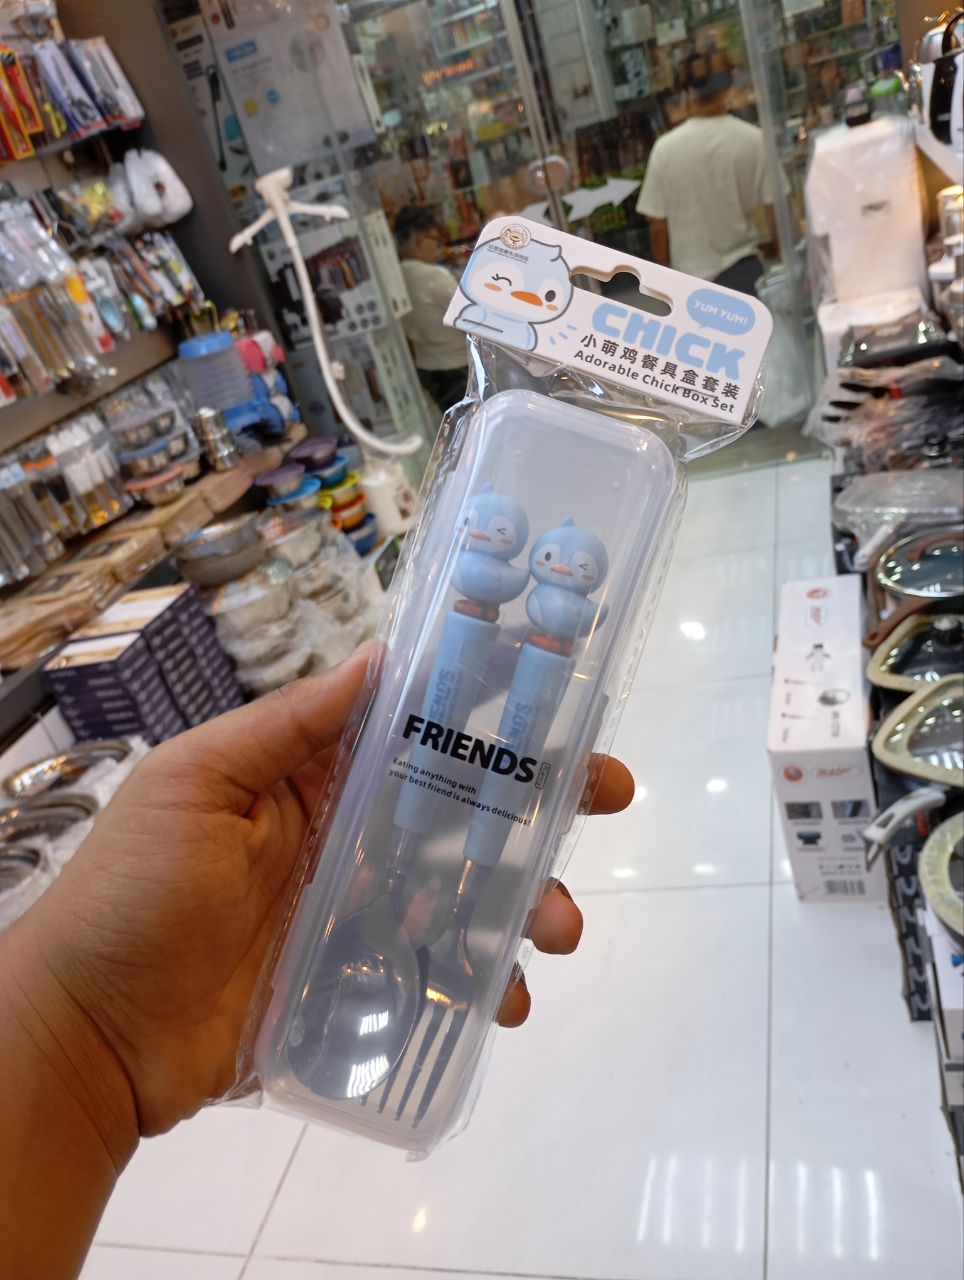 YUM YUM!
CHICK
小萌鸡餐具盒套装
Adorable Chick Box Set
FRIENDS
Eating anything with
your best friend is always delicious!